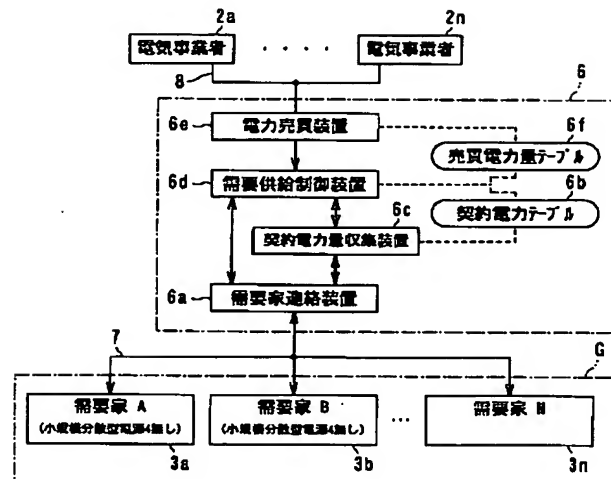 2a 2n
電気事業者 ・・・・ 電気事業者
8
6
6e 電力売買装置 6f
売買電力量テーブル
6d 需要供給制御装置 6b
契約電力テーブル
6c
契約電力量収集装置
6a 需要家連絡装置
7 G
需要家 A 需要家 B ... 需要家 N
(小規模分散型電源4無し) (小規模分散型電源4無し)
3a 3b 3n